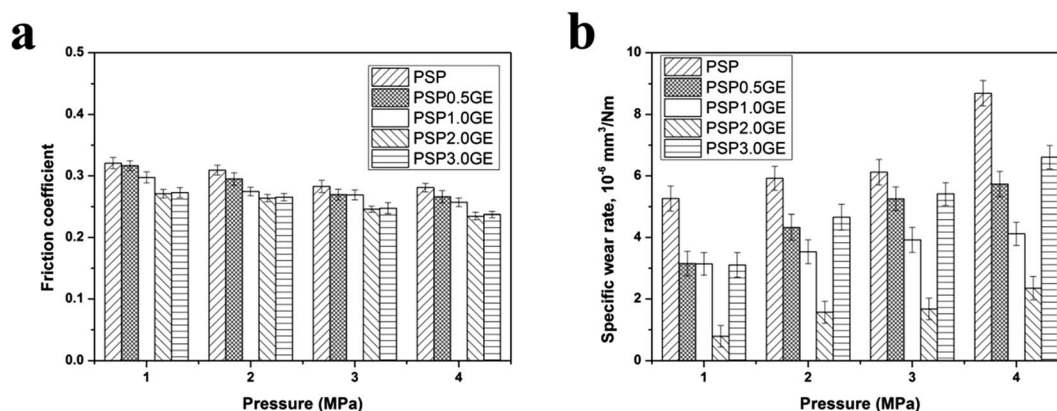 a
0.5
0.4
0.3
0.2
0.1
0.0
Friction coefficient
PSP
PSP0.5GE
PSP1.0GE
PSP2.0GE
PSP3.0GE
1 2 3 4
Pressure (MPa)
b
10
8
6
4
2
0
Specific wear rate, 10⁻⁶ mm³/Nm
PSP
PSP0.5GE
PSP1.0GE
PSP2.0GE
PSP3.0GE
1 2 3 4
Pressure (MPa)